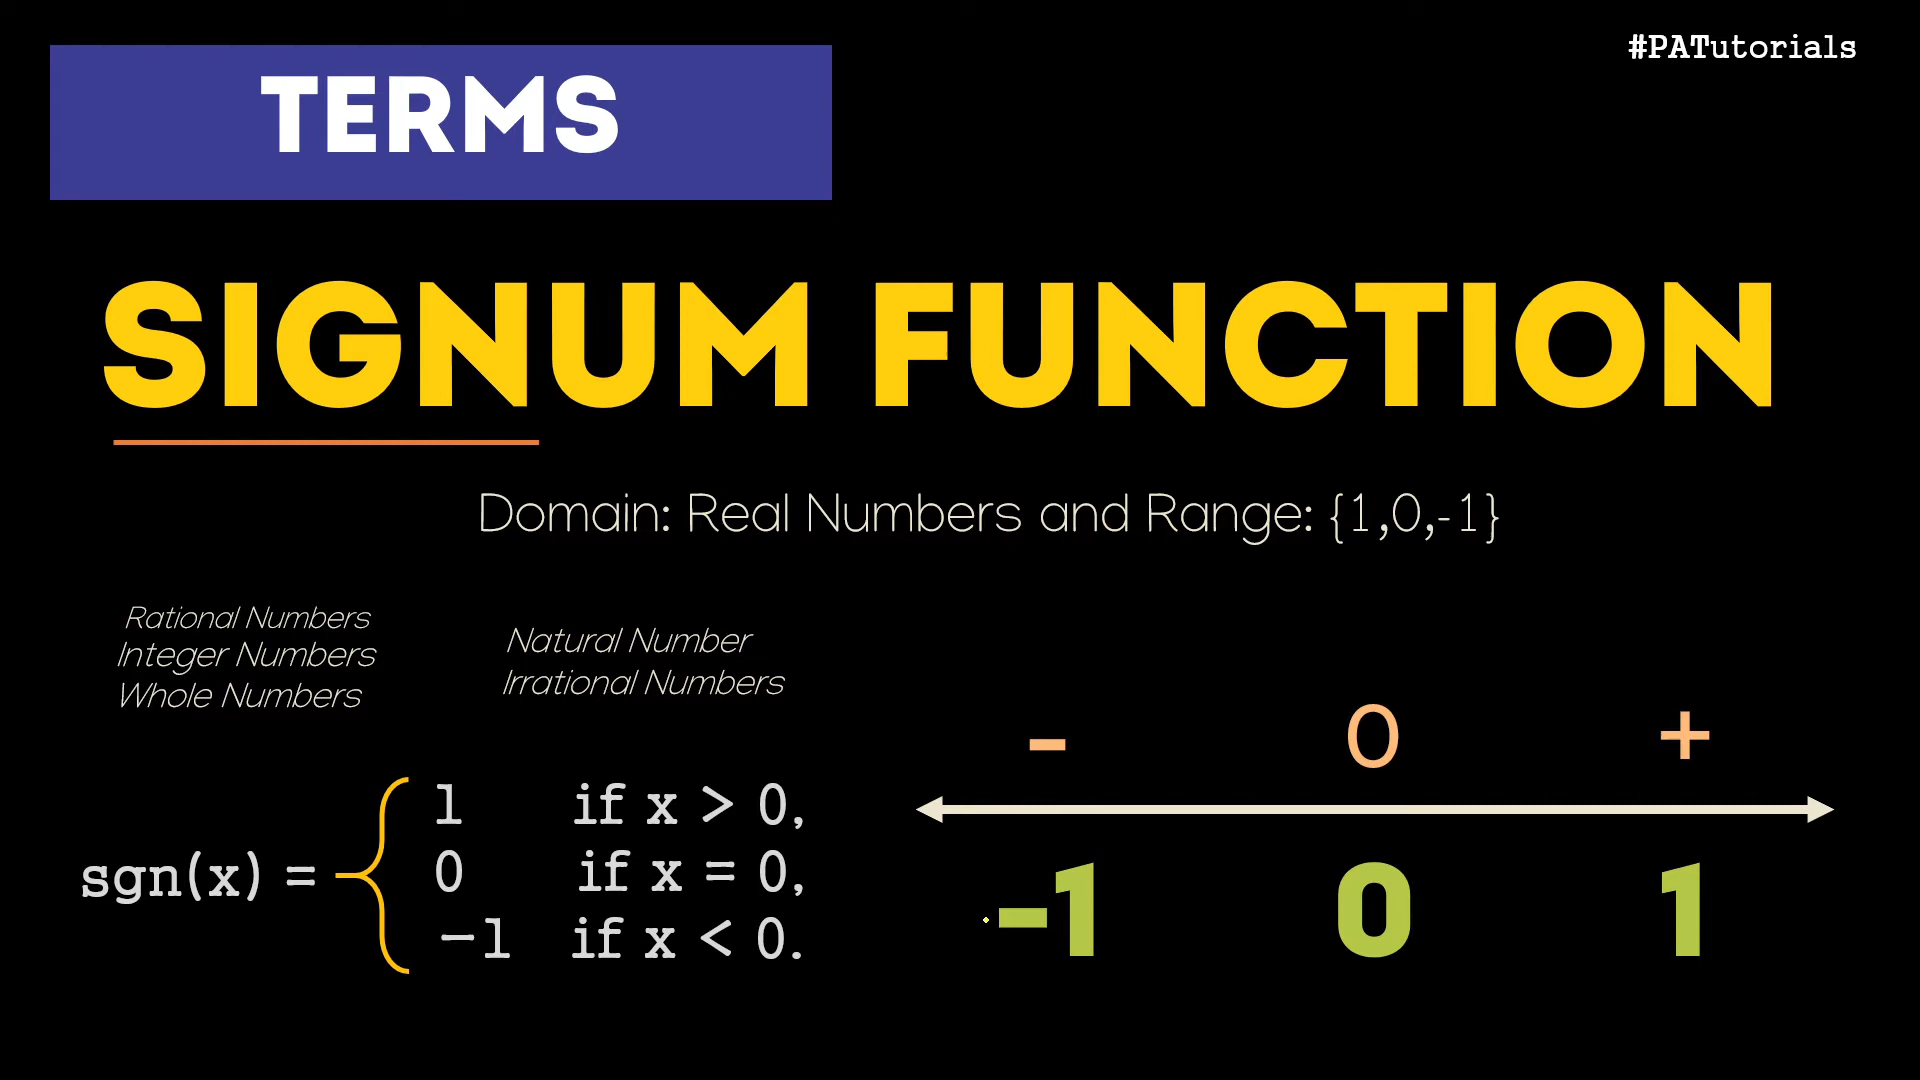 #PATutorials
TERMS
SIGNUM FUNCTION
Domain: Real Numbers and Range: {1,0,-1}
Rational Numbers
Integer Numbers
Whole Numbers
Natural Number
Irrational Numbers
sgn(x) =
1 if x > 0,
0 if x = 0,
-1 if x < 0.
- 0 +
-1 0 1